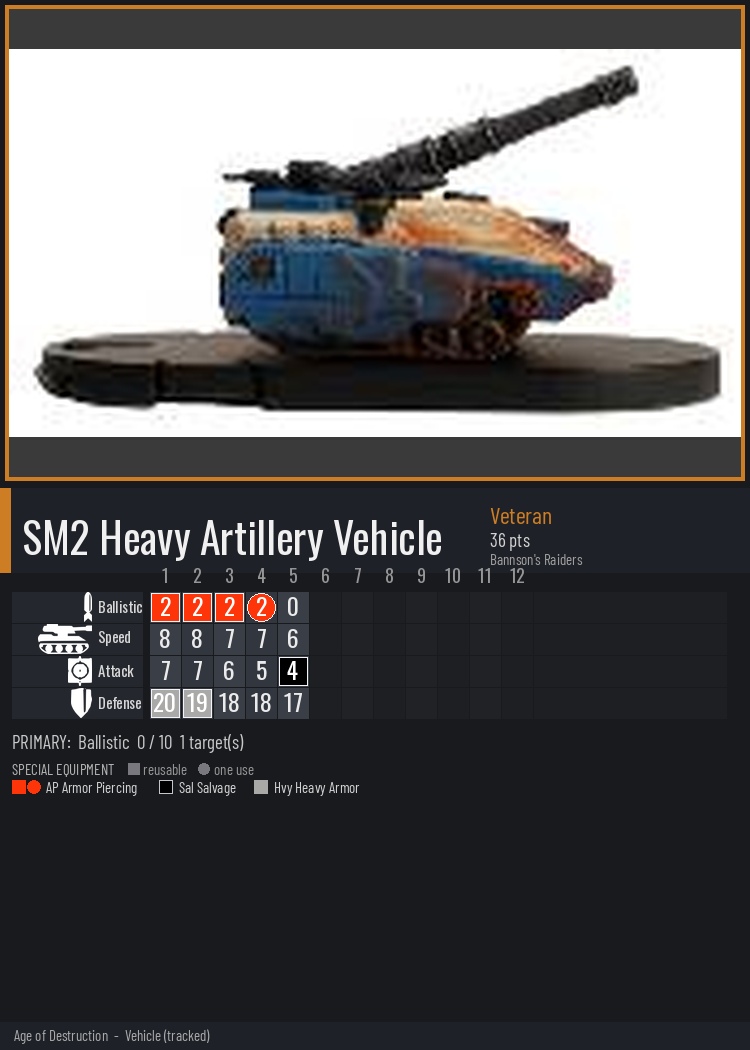 SM2 Heavy Artillery Vehicle
Veteran
36 pts
Bannson's Raiders
1 2 3 4 5 6 7 8 9 10 11 12
Ballistic 2 2 2 2 0
Speed 8 8 7 7 6
Attack 7 7 6 5 4
Defense 20 19 18 18 17
PRIMARY: Ballistic 0 / 10 1 target(s)
SPECIAL EQUIPMENT reusable one use
AP Armor Piercing Sal Salvage Hvy Heavy Armor
Age of Destruction - Vehicle (tracked)